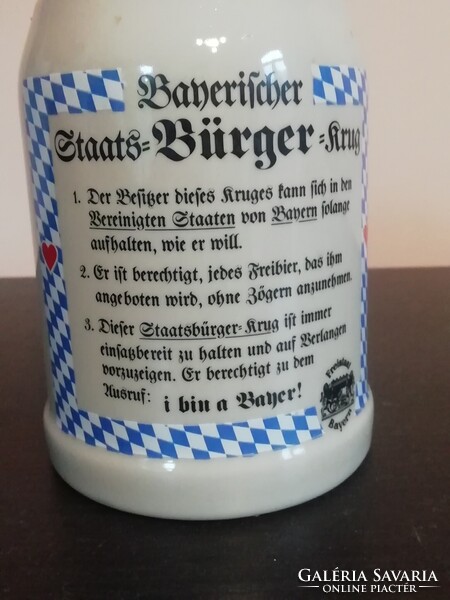 Bayerischer
Staats=Bürger=Krug
1. Der Besitzer dieses Kruges kann sich in den
Vereinigten Staaten von Bayern solange
aufhalten, wie er will.
2. Er ist berechtigt, jedes Freibier, das ihm
angeboten wird, ohne Zögern anzunehmen.
3. Dieser Staatsbürger-Krug ist immer
einsatzbereit zu halten und auf Verlangen
vorzuzeigen. Er berechtigt zu dem
Ausruf: i bin a Bayer!
Freistaat
Bayern
GALÉRIA SAVARIA
ONLINE PIACTÉR